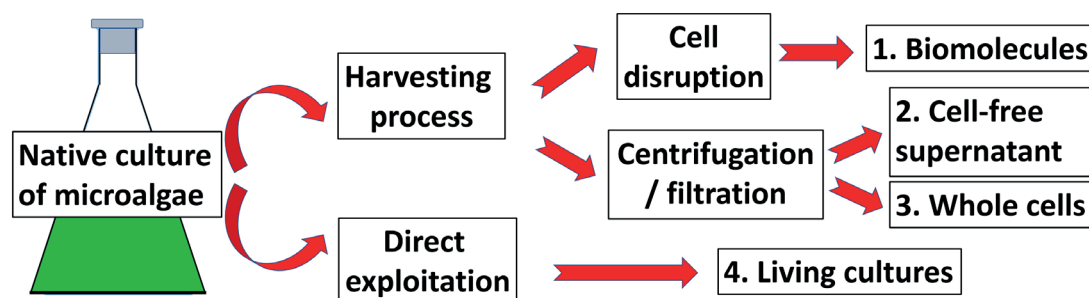 Native culture
of microalgae
Harvesting
process
Direct
exploitation
Cell
disruption
Centrifugation
/ filtration
1. Biomolecules
2. Cell-free
supernatant
3. Whole cells
4. Living cultures